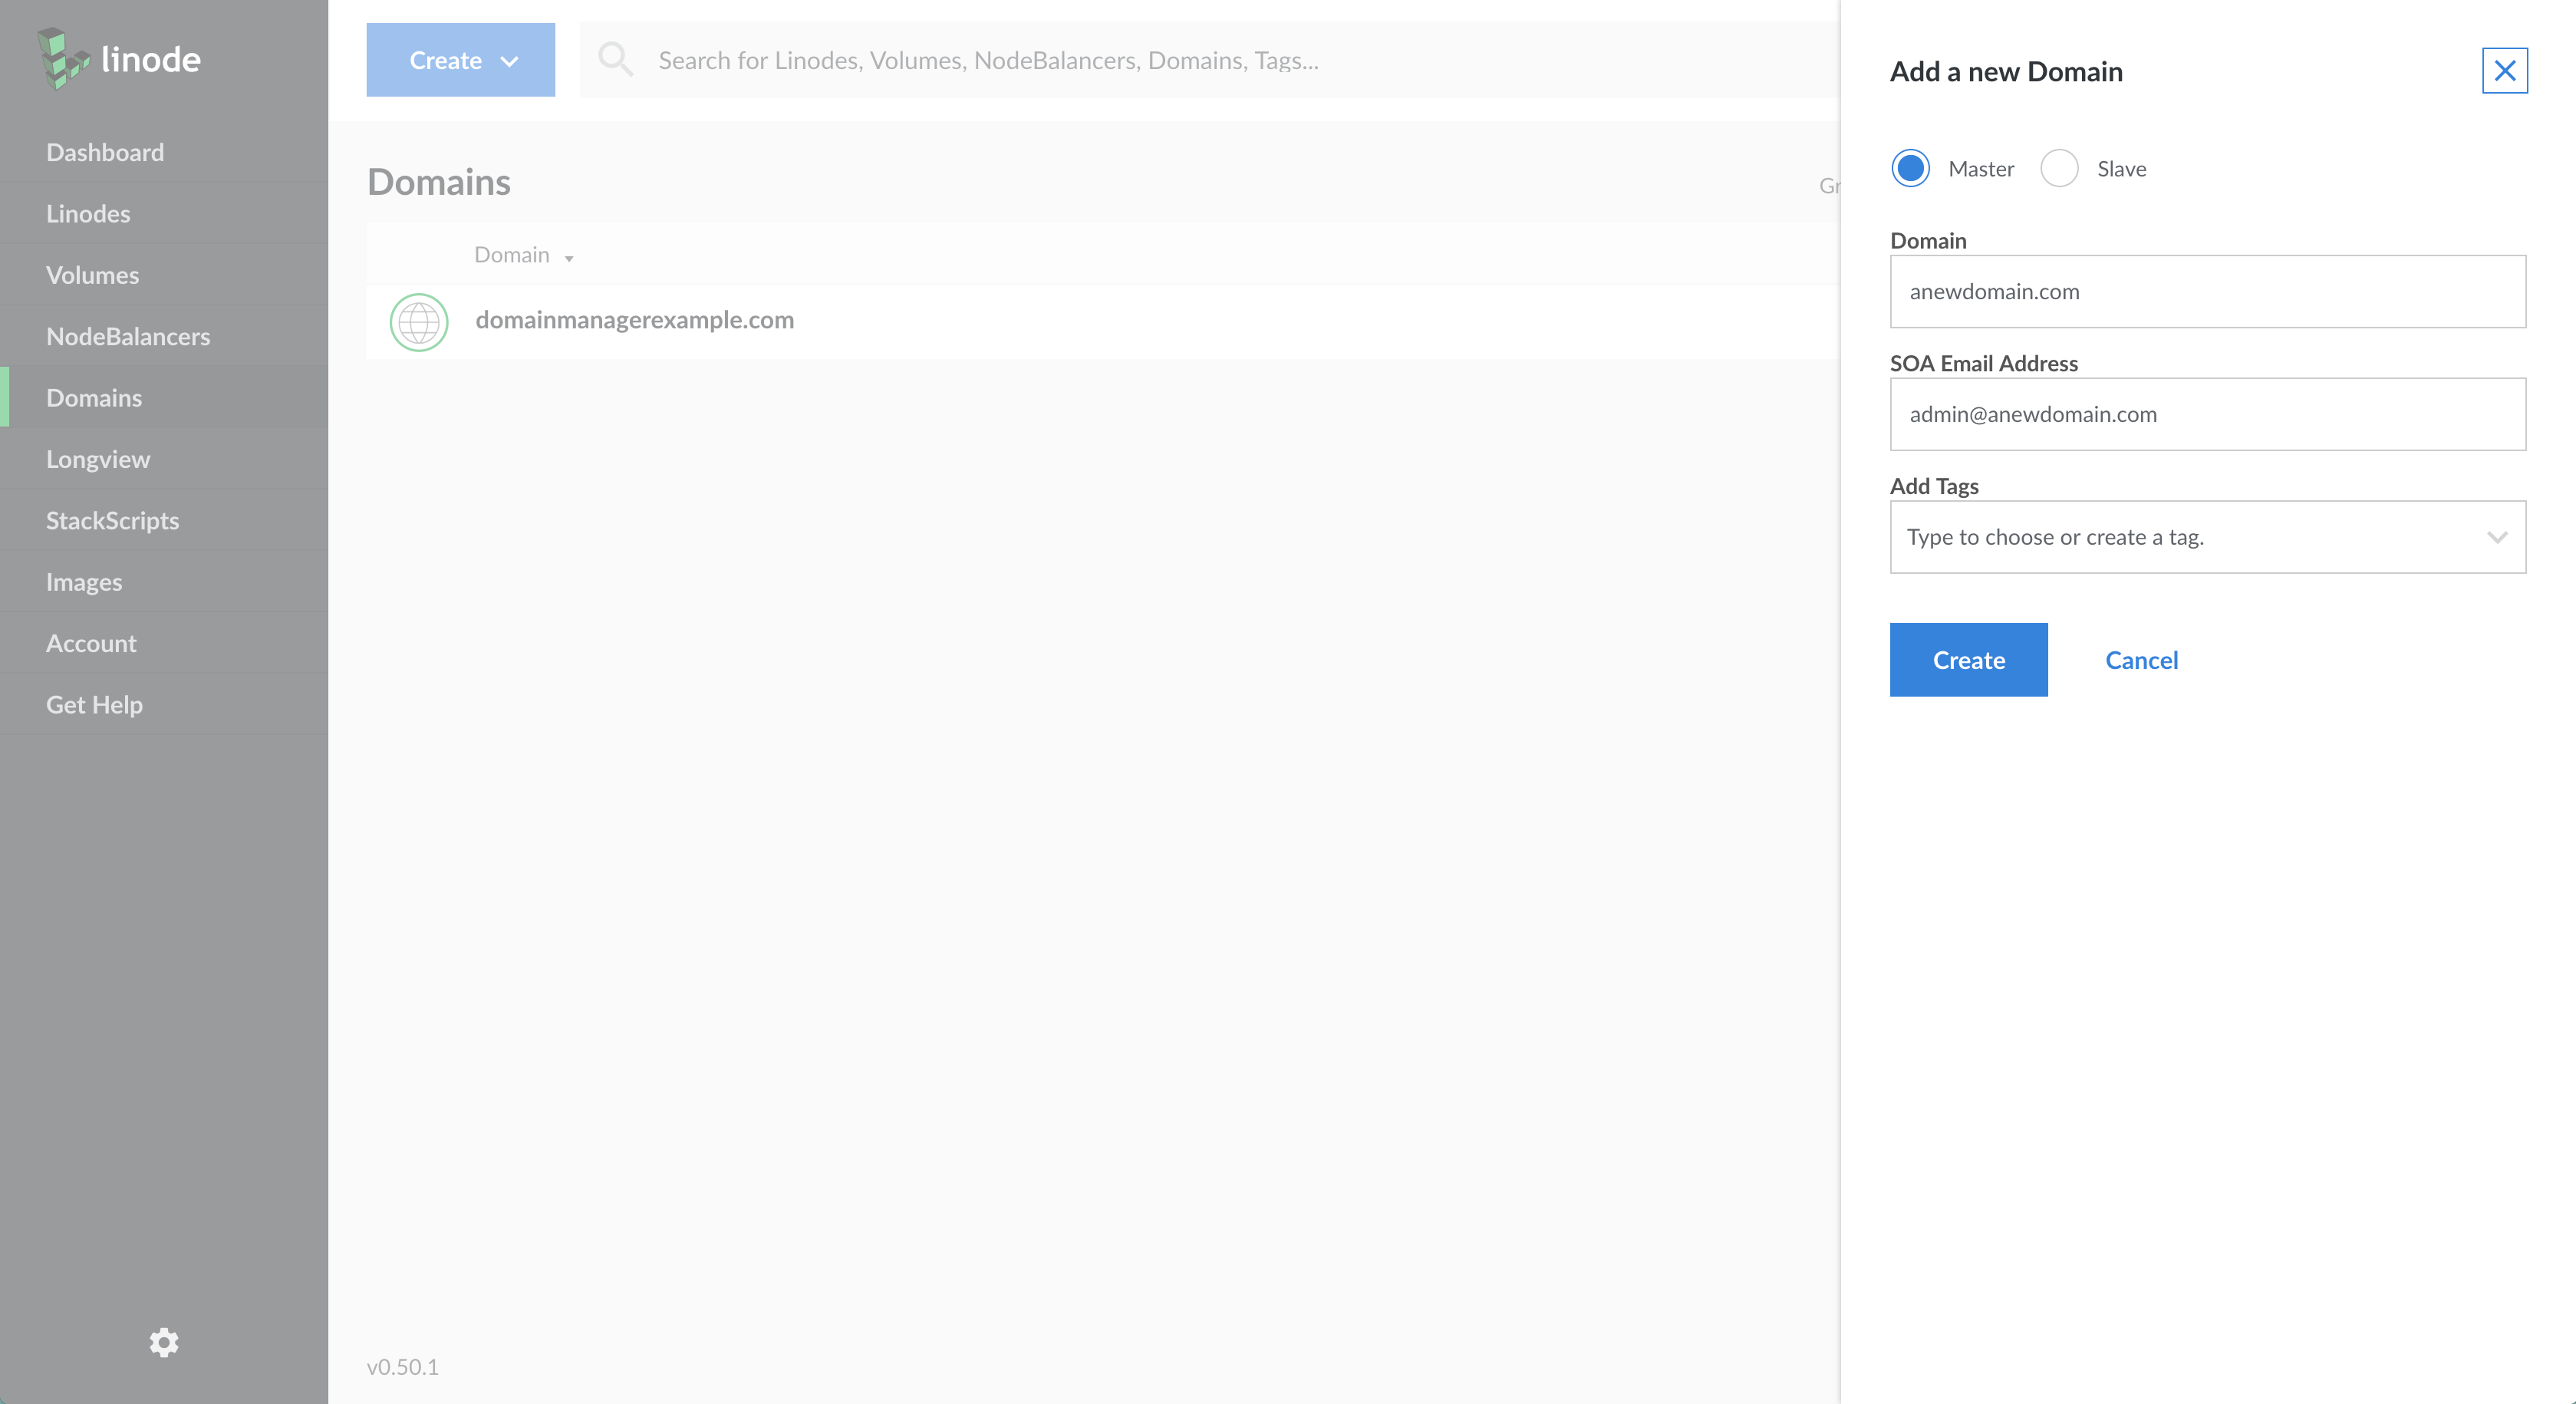 linode
Dashboard
Linodes
Volumes
NodeBalancers
Domains
Longview
StackScripts
Images
Account
Get Help
Create
Search for Linodes, Volumes, NodeBalancers, Domains, Tags...
Domains
Gr
Domain
domainmanagerexample.com
v0.50.1
Add a new Domain
Master Slave
Domain
anewdomain.com
SOA Email Address
admin@anewdomain.com
Add Tags
Type to choose or create a tag.
Create Cancel